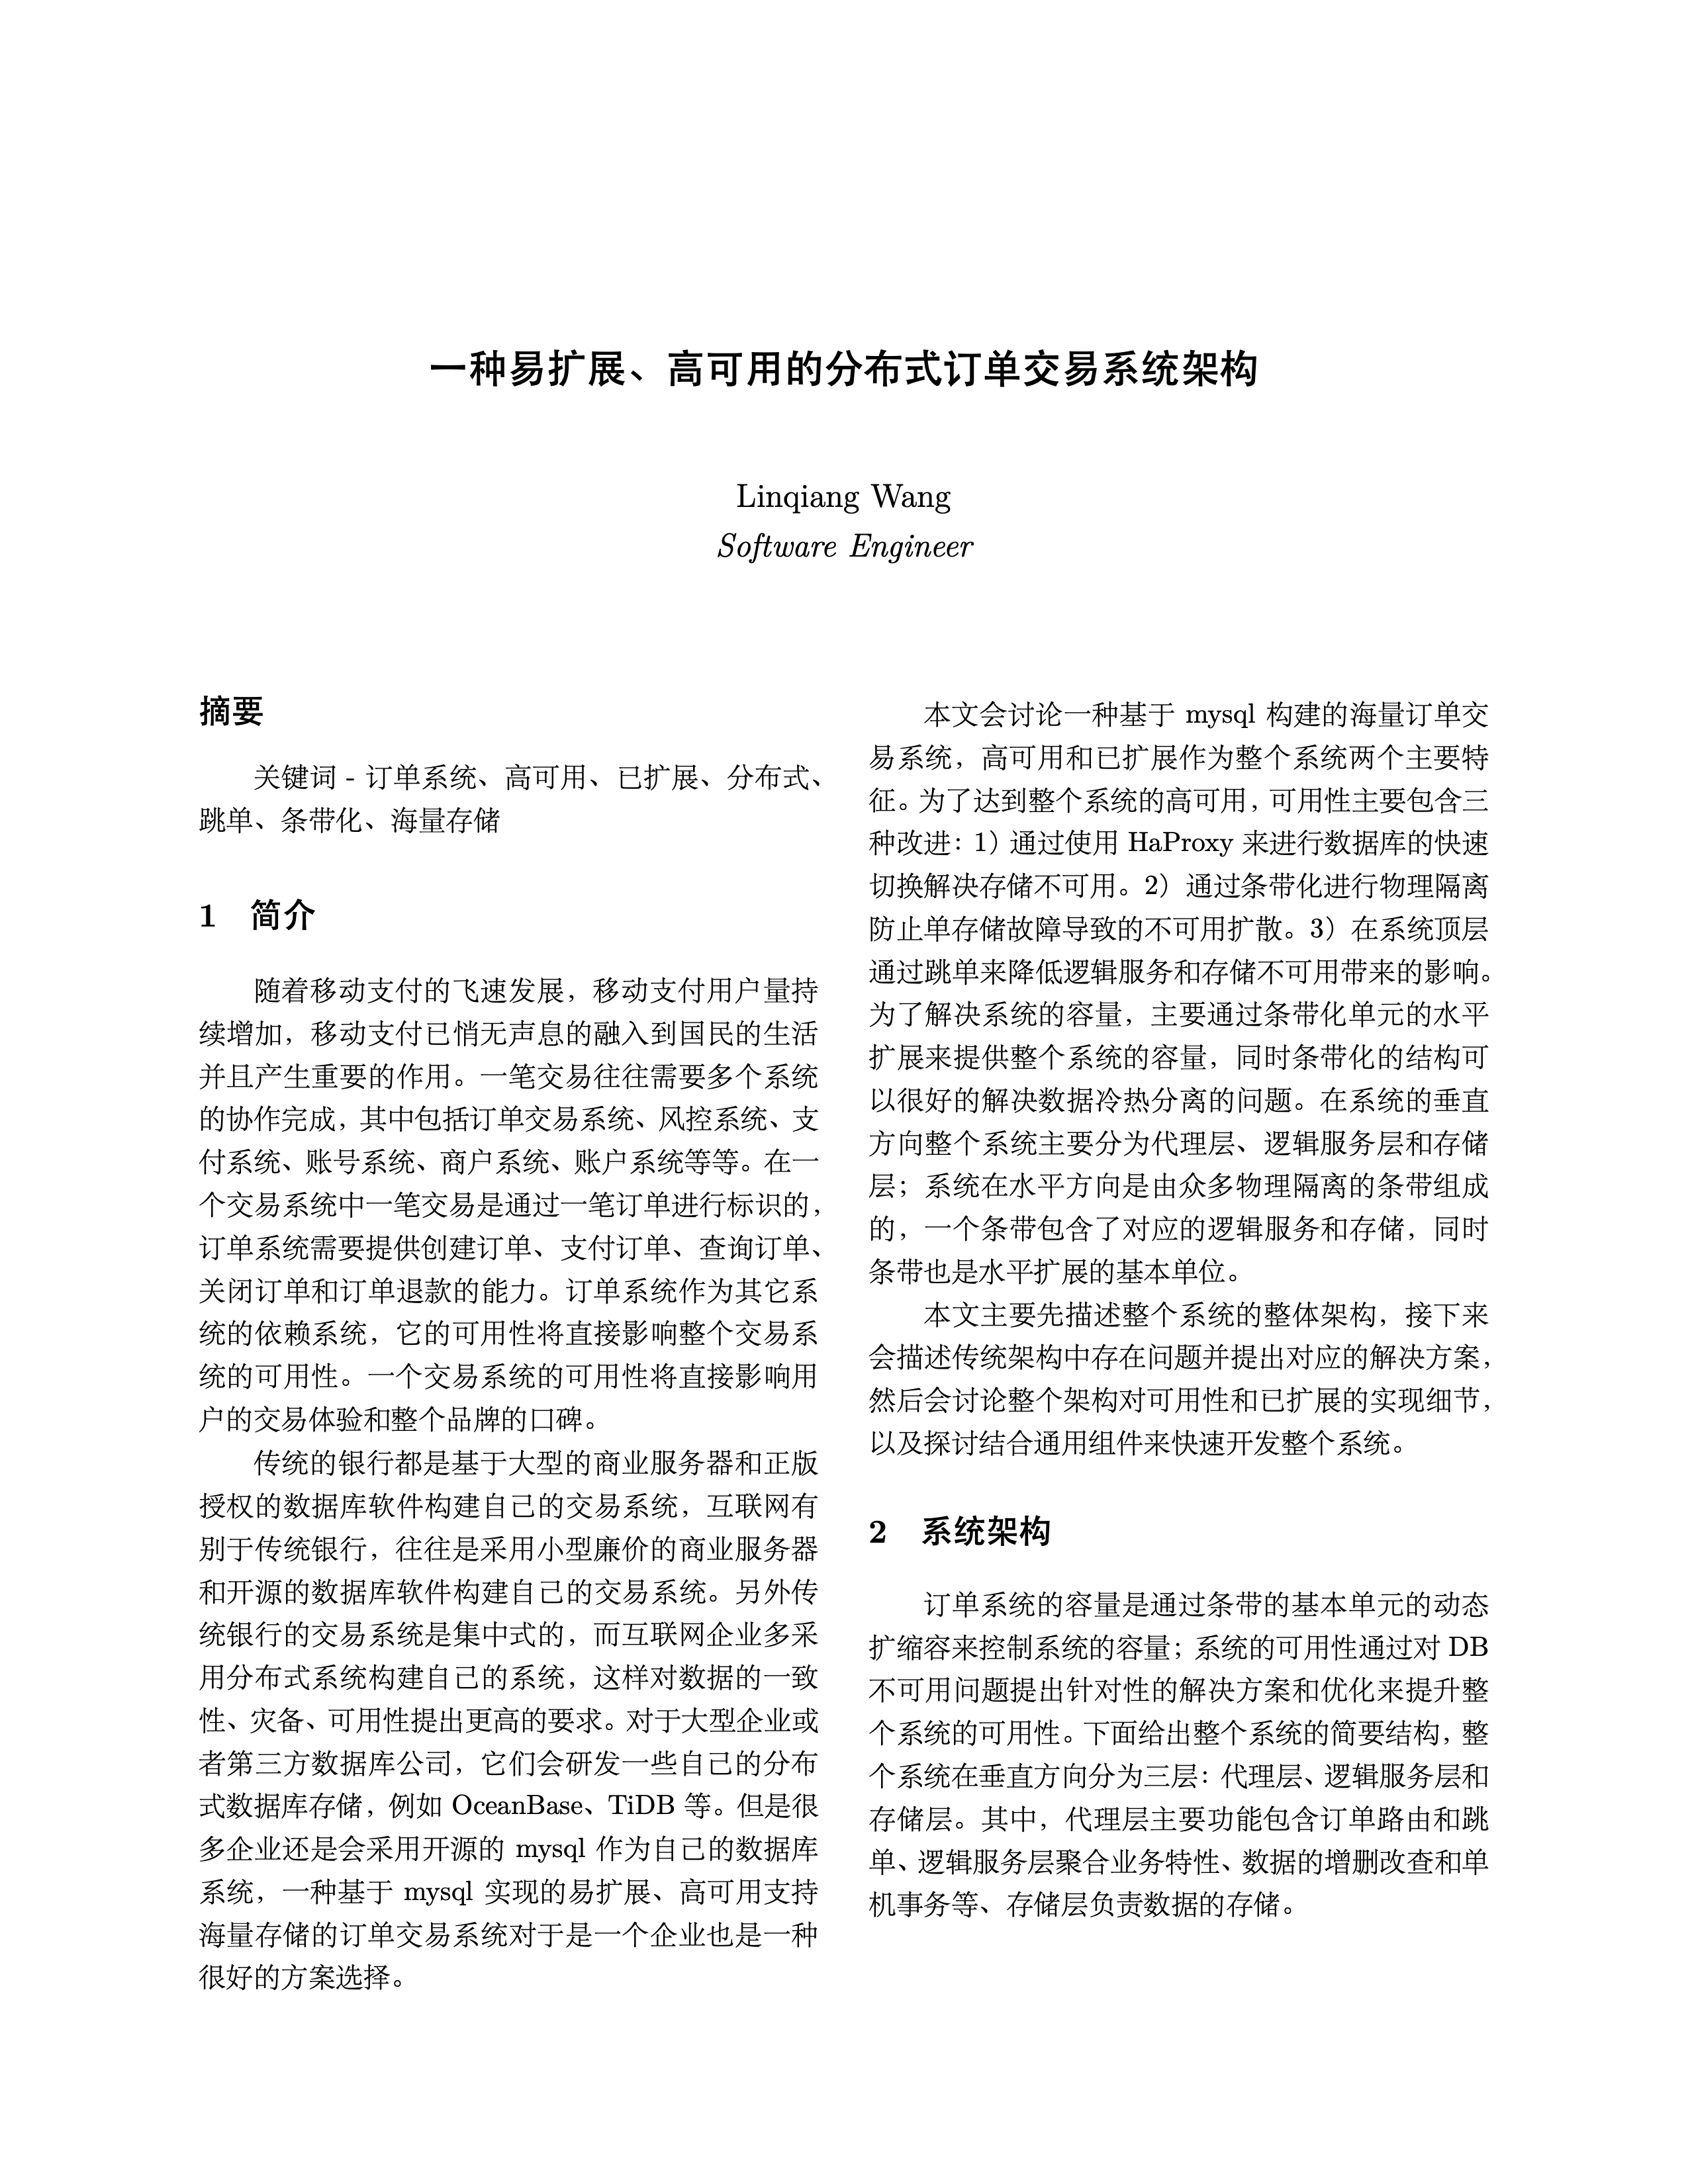 一种易扩展、高可用的分布式订单交易系统架构
Linqiang Wang
Software Engineer
摘要
关键词 - 订单系统、高可用、已扩展、分布式、
跳单、条带化、海量存储
1 简介
随着移动支付的飞速发展，移动支付用户量持
续增加，移动支付已悄无声息的融入到国民的生活
并且产生重要的作用。一笔交易往往需要多个系统
的协作完成，其中包括订单交易系统、风控系统、支
付系统、账号系统、商户系统、账户系统等等。在一
个交易系统中一笔交易是通过一笔订单进行标识的，
订单系统需要提供创建订单、支付订单、查询订单、
关闭订单和订单退款的能力。订单系统作为其它系
统的依赖系统，它的可用性将直接影响整个交易系
统的可用性。一个交易系统的可用性将直接影响用
户的交易体验和整个品牌的口碑。
传统的银行都是基于大型的商业服务器和正版
授权的数据库软件构建自己的交易系统，互联网有
别于传统银行，往往是采用小型廉价的商业服务器
和开源的数据库软件构建自己的交易系统。另外传
统银行的交易系统是集中式的，而互联网企业多采
用分布式系统构建自己的系统，这样对数据的一致
性、灾备、可用性提出更高的要求。对于大型企业或
者第三方数据库公司，它们会研发一些自己的分布
式数据库存储，例如 OceanBase、TiDB 等。但是很
多企业还是会采用开源的 mysql 作为自己的数据库
系统，一种基于 mysql 实现的易扩展、高可用支持
海量存储的订单交易系统对于是一个企业也是一种
很好的方案选择。
本文会讨论一种基于 mysql 构建的海量订单交
易系统，高可用和已扩展作为整个系统两个主要特
征。为了达到整个系统的高可用，可用性主要包含三
种改进：1）通过使用 HaProxy 来进行数据库的快速
切换解决存储不可用。2）通过条带化进行物理隔离
防止单存储故障导致的不可用扩散。3）在系统顶层
通过跳单来降低逻辑服务和存储不可用带来的影响。
为了解决系统的容量，主要通过条带化单元的水平
扩展来提供整个系统的容量，同时条带化的结构可
以很好的解决数据冷热分离的问题。在系统的垂直
方向整个系统主要分为代理层、逻辑服务层和存储
层；系统在水平方向是由众多物理隔离的条带组成
的，一个条带包含了对应的逻辑服务和存储，同时
条带也是水平扩展的基本单位。
本文主要先描述整个系统的整体架构，接下来
会描述传统架构中存在问题并提出对应的解决方案，
然后会讨论整个架构对可用性和已扩展的实现细节，
以及探讨结合通用组件来快速开发整个系统。
2 系统架构
订单系统的容量是通过条带的基本单元的动态
扩缩容来控制系统的容量；系统的可用性通过对 DB
不可用问题提出针对性的解决方案和优化来提升整
个系统的可用性。下面给出整个系统的简要结构，整
个系统在垂直方向分为三层：代理层、逻辑服务层和
存储层。其中，代理层主要功能包含订单路由和跳
单、逻辑服务层聚合业务特性、数据的增删改查和单
机事务等、存储层负责数据的存储。